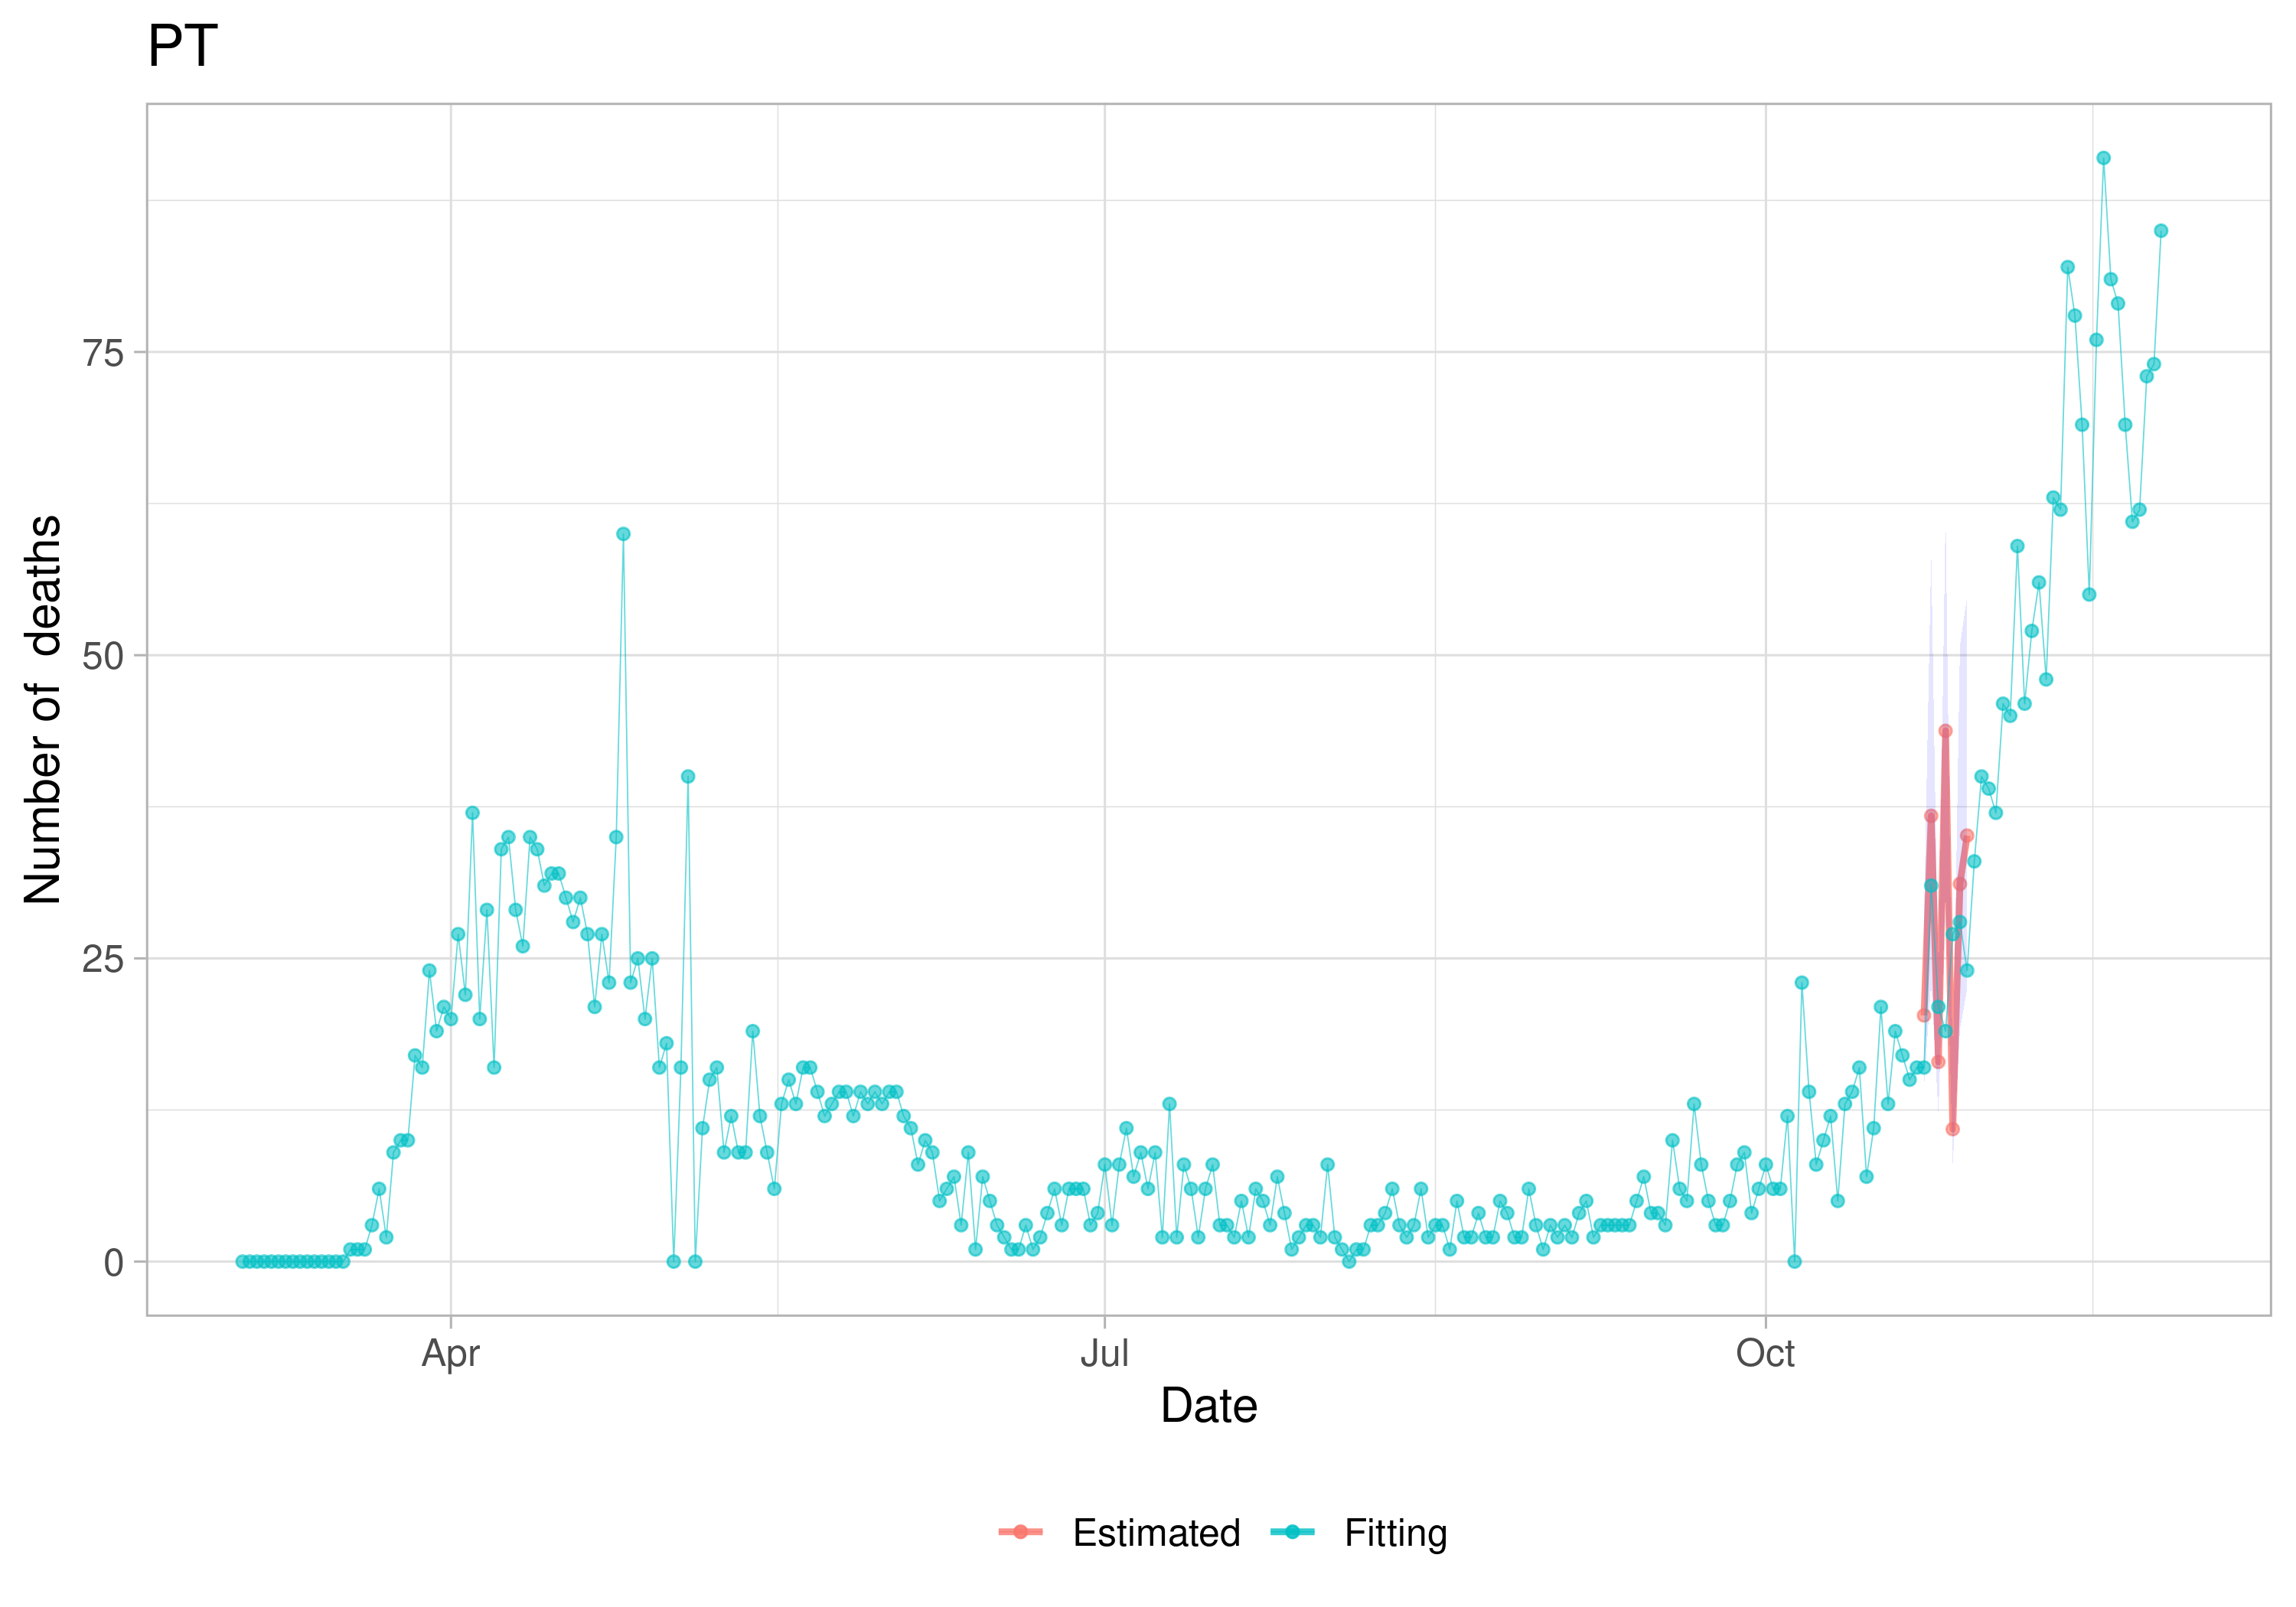 PT
Number of deaths
75
50
25
0
Apr Jul Oct
Date
Estimated Fitting